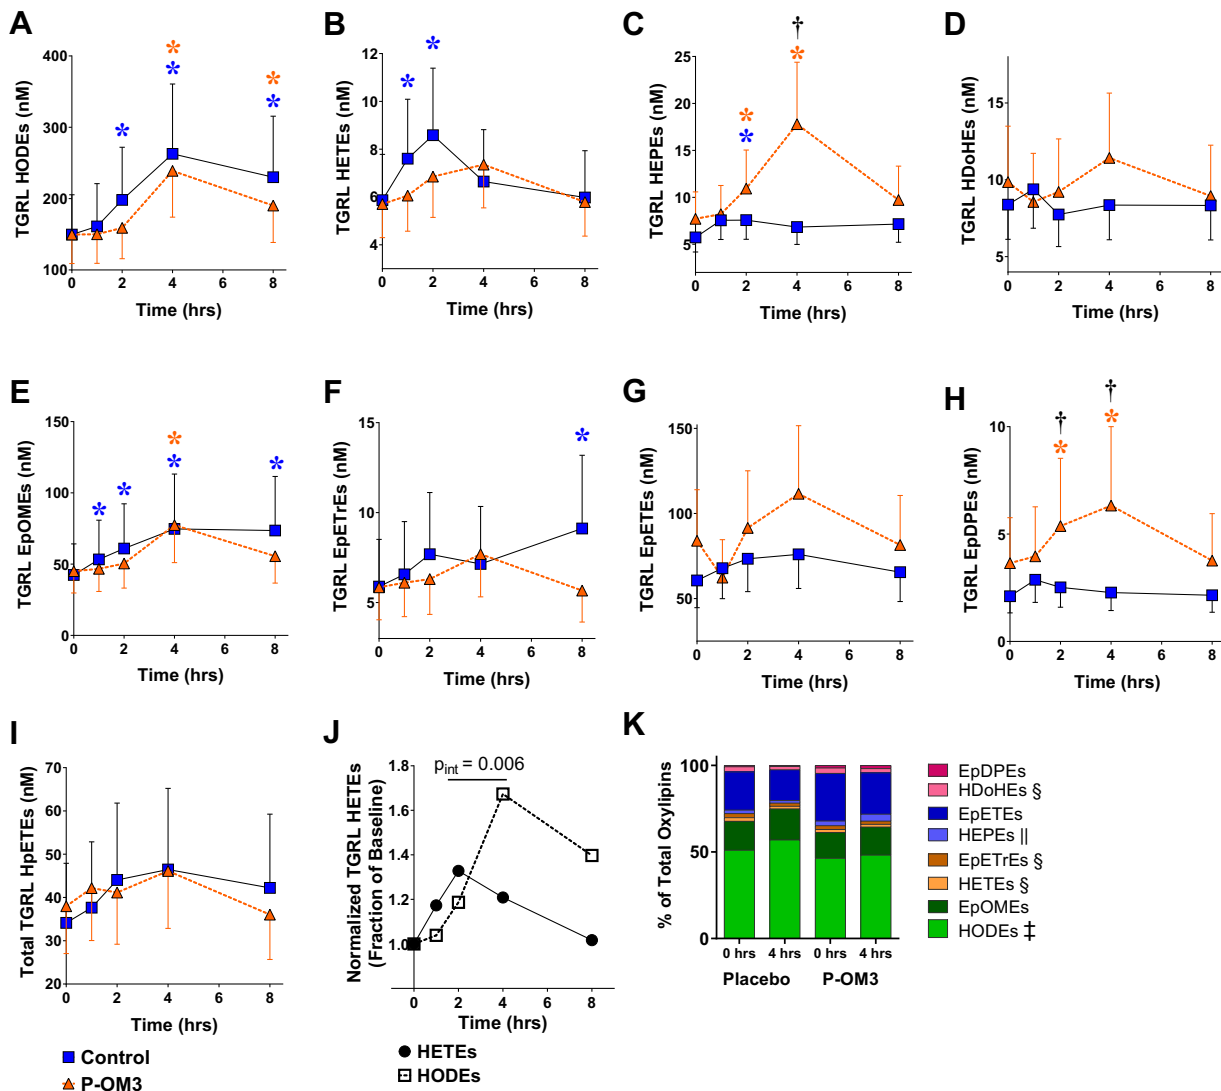 A
TGRL HODEs (nM)
400
300
200
100
0 2 4 6 8
Time (hrs)
* * * * *
B
TGRL HETEs (nM)
12
10
8
6
4
0 2 4 6 8
Time (hrs)
* *
C
TGRL HEPEs (nM)
25
20
15
10
5
0 2 4 6 8
Time (hrs)
* * † *
D
TGRL HDoHEs (nM)
15
10
5
0 2 4 6 8
Time (hrs)
E
TGRL EpOMEs (nM)
150
100
50
0
0 2 4 6 8
Time (hrs)
* * * * *
F
TGRL EpETrEs (nM)
15
10
5
0 2 4 6 8
Time (hrs)
*
G
TGRL EpETEs (nM)
150
100
50
0 2 4 6 8
Time (hrs)
H
TGRL EpDPEs (nM)
10
5
0
0 2 4 6 8
Time (hrs)
† * † *
I
Total TGRL HpETEs (nM)
70
60
50
40
30
20
0 2 4 6 8
Time (hrs)
Control
P-OM3
J
Normalized TGRL HETEs
(Fraction of Baseline)
1.8
1.6
1.4
1.2
1.0
pint = 0.006
0 2 4 6 8
Time (hrs)
HETEs
HODEs
K
% of Total Oxylipins
100
50
0
0 hrs 4 hrs 0 hrs 4 hrs
Placebo P-OM3
EpDPEs
HDoHEs §
EpETEs
HEPEs ||
EpETrEs §
HETEs §
EpOMEs
HODEs ‡